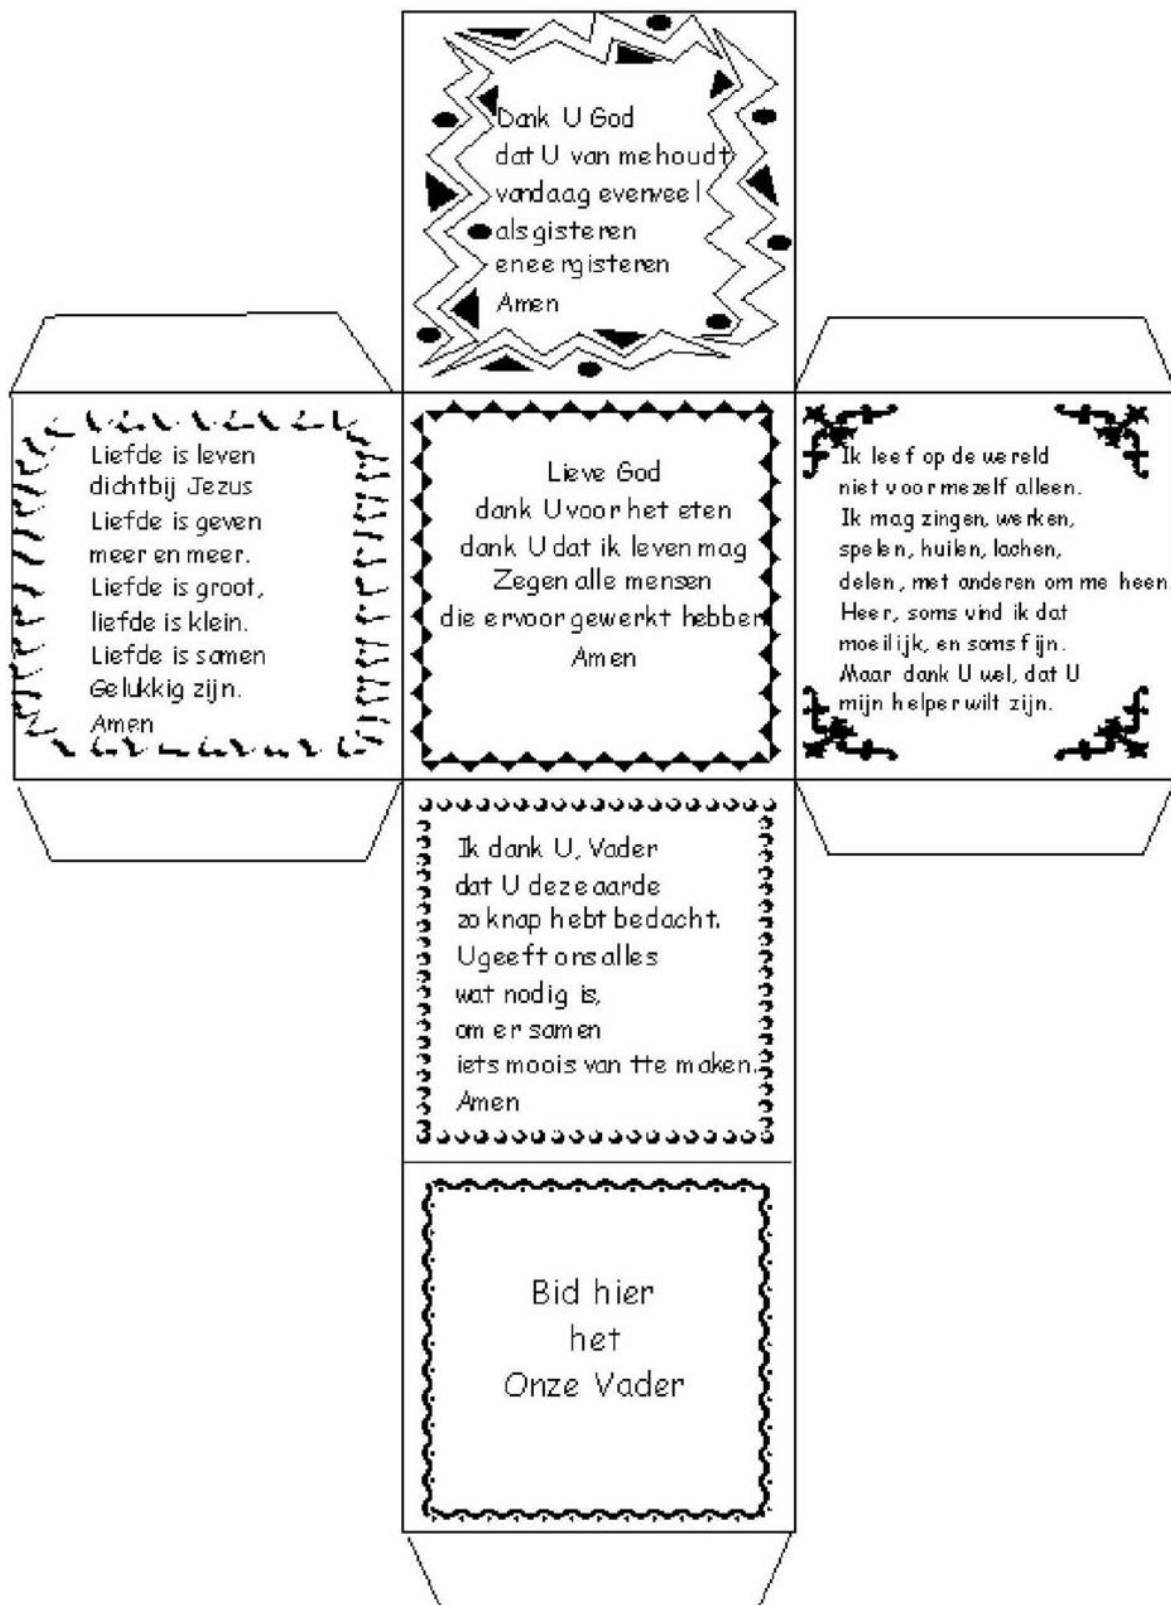 Dank U God
dat U van me houdt
vandaag evenveel
als gisteren
en eergisteren
Amen
Liefde is leven
dichtbij Jezus
Liefde is geven
meer en meer.
Liefde is groot,
liefde is klein.
Liefde is samen
Gelukkig zijn.
Amen
Lieve God
dank U voor het eten
dank U dat ik leven mag
Zegen alle mensen
die ervoor gewerkt hebben
Amen
Ik leef op de wereld
niet voor mezelf alleen.
Ik mag zingen, werken,
spelen, huilen, lachen,
delen, met anderen om me heen.
Heer, soms vind ik dat
moeilijk, en soms fijn.
Maar dank U wel, dat U
mijn helper wilt zijn.
Ik dank U, Vader
dat U deze aarde
zo knap hebt bedacht.
U geeft ons alles
wat nodig is,
om er samen
iets moois van tte maken.
Amen
Bid hier
het
Onze Vader